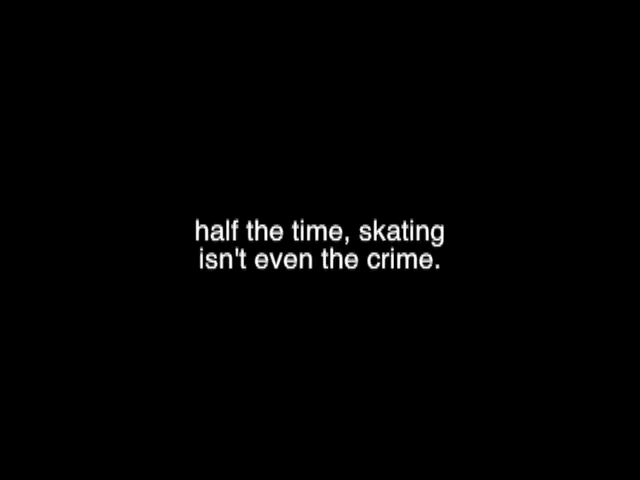 half the time, skating
isn't even the crime.